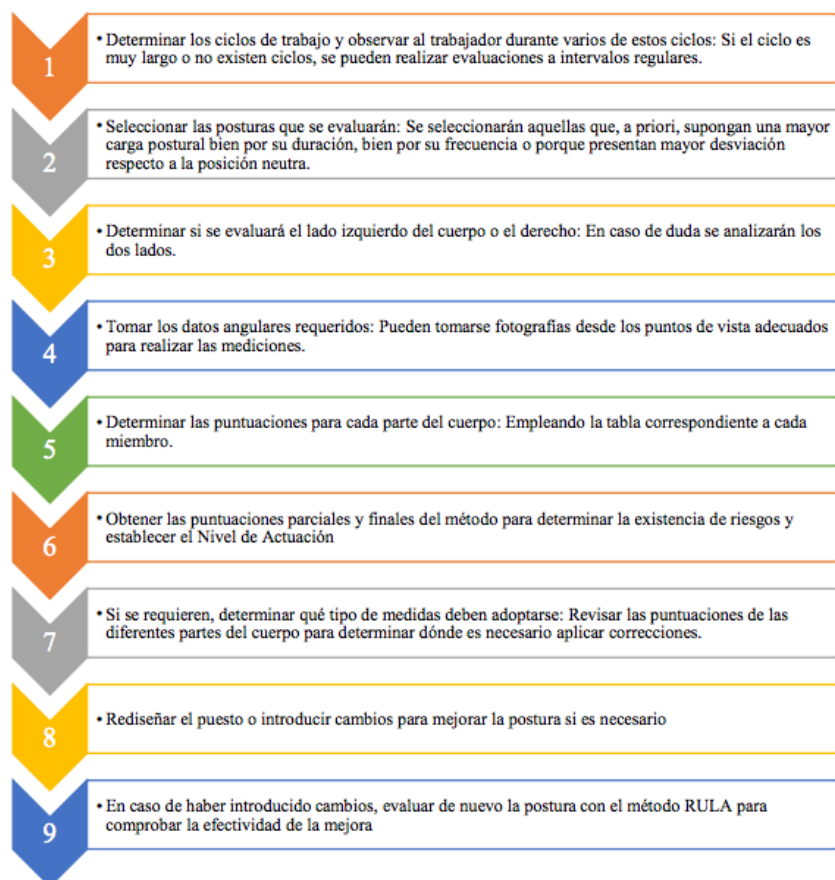 1
• Determinar los ciclos de trabajo y observar al trabajador durante varios de estos ciclos: Si el ciclo es
muy largo o no existen ciclos, se pueden realizar evaluaciones a intervalos regulares.
2
• Seleccionar las posturas que se evaluarán: Se seleccionarán aquellas que, a priori, supongan una mayor
carga postural bien por su duración, bien por su frecuencia o porque presentan mayor desviación
respecto a la posición neutra.
3
• Determinar si se evaluará el lado izquierdo del cuerpo o el derecho: En caso de duda se analizarán los
dos lados.
4
• Tomar los datos angulares requeridos: Pueden tomarse fotografías desde los puntos de vista adecuados
para realizar las mediciones.
5
• Determinar las puntuaciones para cada parte del cuerpo: Empleando la tabla correspondiente a cada
miembro.
6
• Obtener las puntuaciones parciales y finales del método para determinar la existencia de riesgos y
establecer el Nivel de Actuación
7
• Si se requieren, determinar qué tipo de medidas deben adoptarse: Revisar las puntuaciones de las
diferentes partes del cuerpo para determinar dónde es necesario aplicar correcciones.
8
• Rediseñar el puesto o introducir cambios para mejorar la postura si es necesario
9
• En caso de haber introducido cambios, evaluar de nuevo la postura con el método RULA para
comprobar la efectividad de la mejora